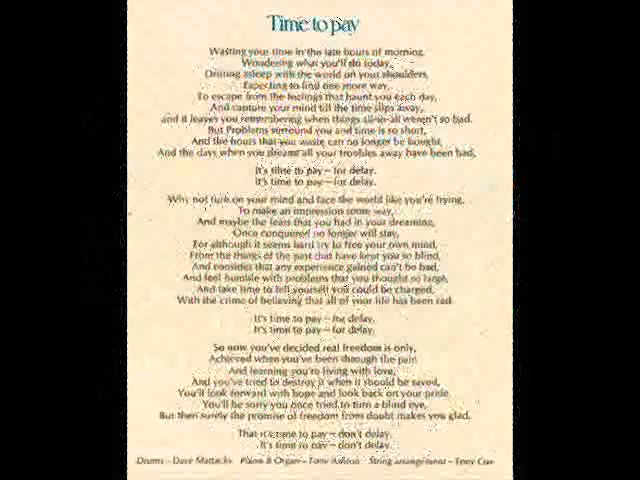 Time to pay
Wasting your time in the late hours of morning,
Wondering what you'll do today,
Drifting asleep with the world on your shoulders,
Expecting to find one more way,
To escape from the feelings that haunt you each day,
And capture your mind till the time slips away,
and it leaves you remembering when things all-in-all weren't so bad.
But Problems surround you and time is so short,
And the hours that you waste can no longer be bought,
And the days when you dreamt all your troubles away have been had,
It's time to pay – for delay.
It's time to pay – for delay.
Why not turn on your mind and face the world like you're trying,
To make an impression some way,
And maybe the fears that you had in your dreaming,
Once conquered no longer will stay,
For although it seems hard try to free your own mind,
From the things of the past that have kept you so blind,
And consider that any experience gained can't be bad,
And feel humble with problems that you thought so large,
And take time to tell yourself you could be charged,
With the crime of believing that all of your life has been sad.
It's time to pay – for delay.
It's time to pay – for delay.
So now you've decided real freedom is only,
Achieved when you've been through the pain
And learning you're living with love,
And you've tried to destroy it when it should be saved,
You'll look forward with hope and look back on your pride
You'll be sorry you once tried to turn a blind eye,
But then surely the promise of freedom from doubt makes you glad,
That it's time to pay – don't delay.
It's time to pay – don't delay.
Drums – Dave Mattacks Piano & Organ – Tony Ashton String arrangement – Tony Cox